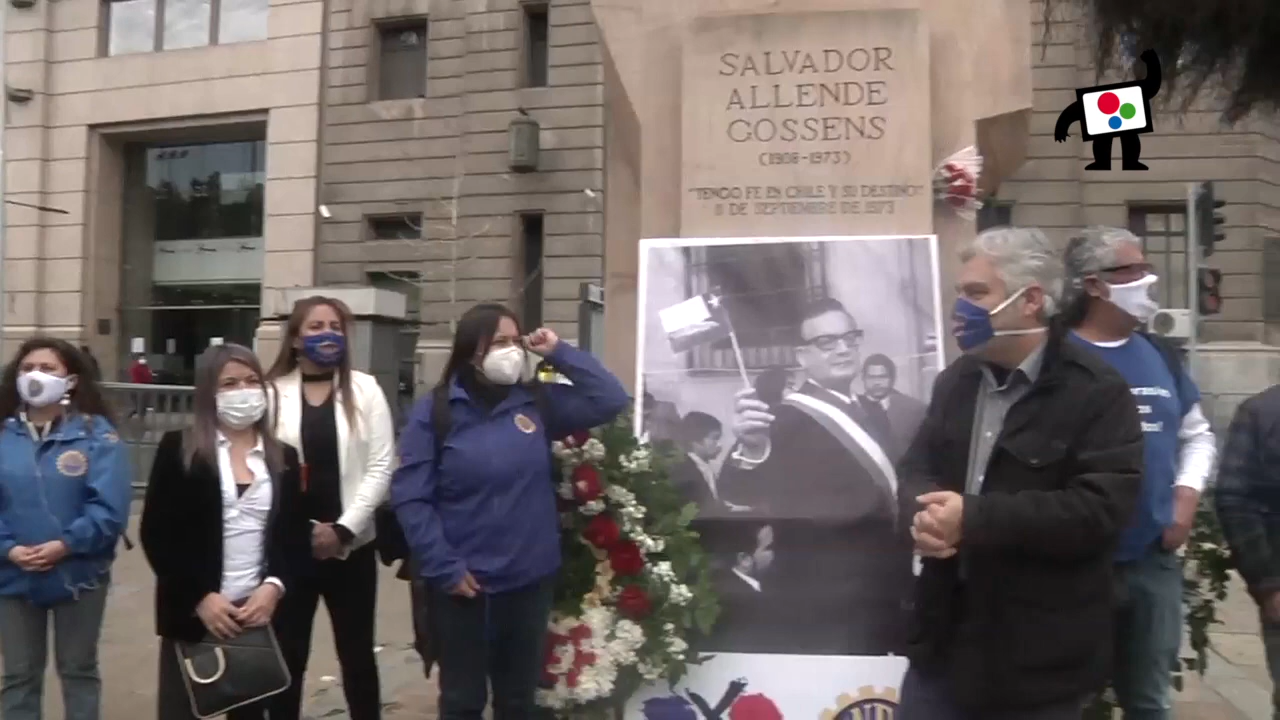 SALVADOR
ALLENDE
GOSSENS
(1908-1973)
"TENGO FE EN CHILE Y SU DESTINO"
11 DE SEPTIEMBRE DE 1973